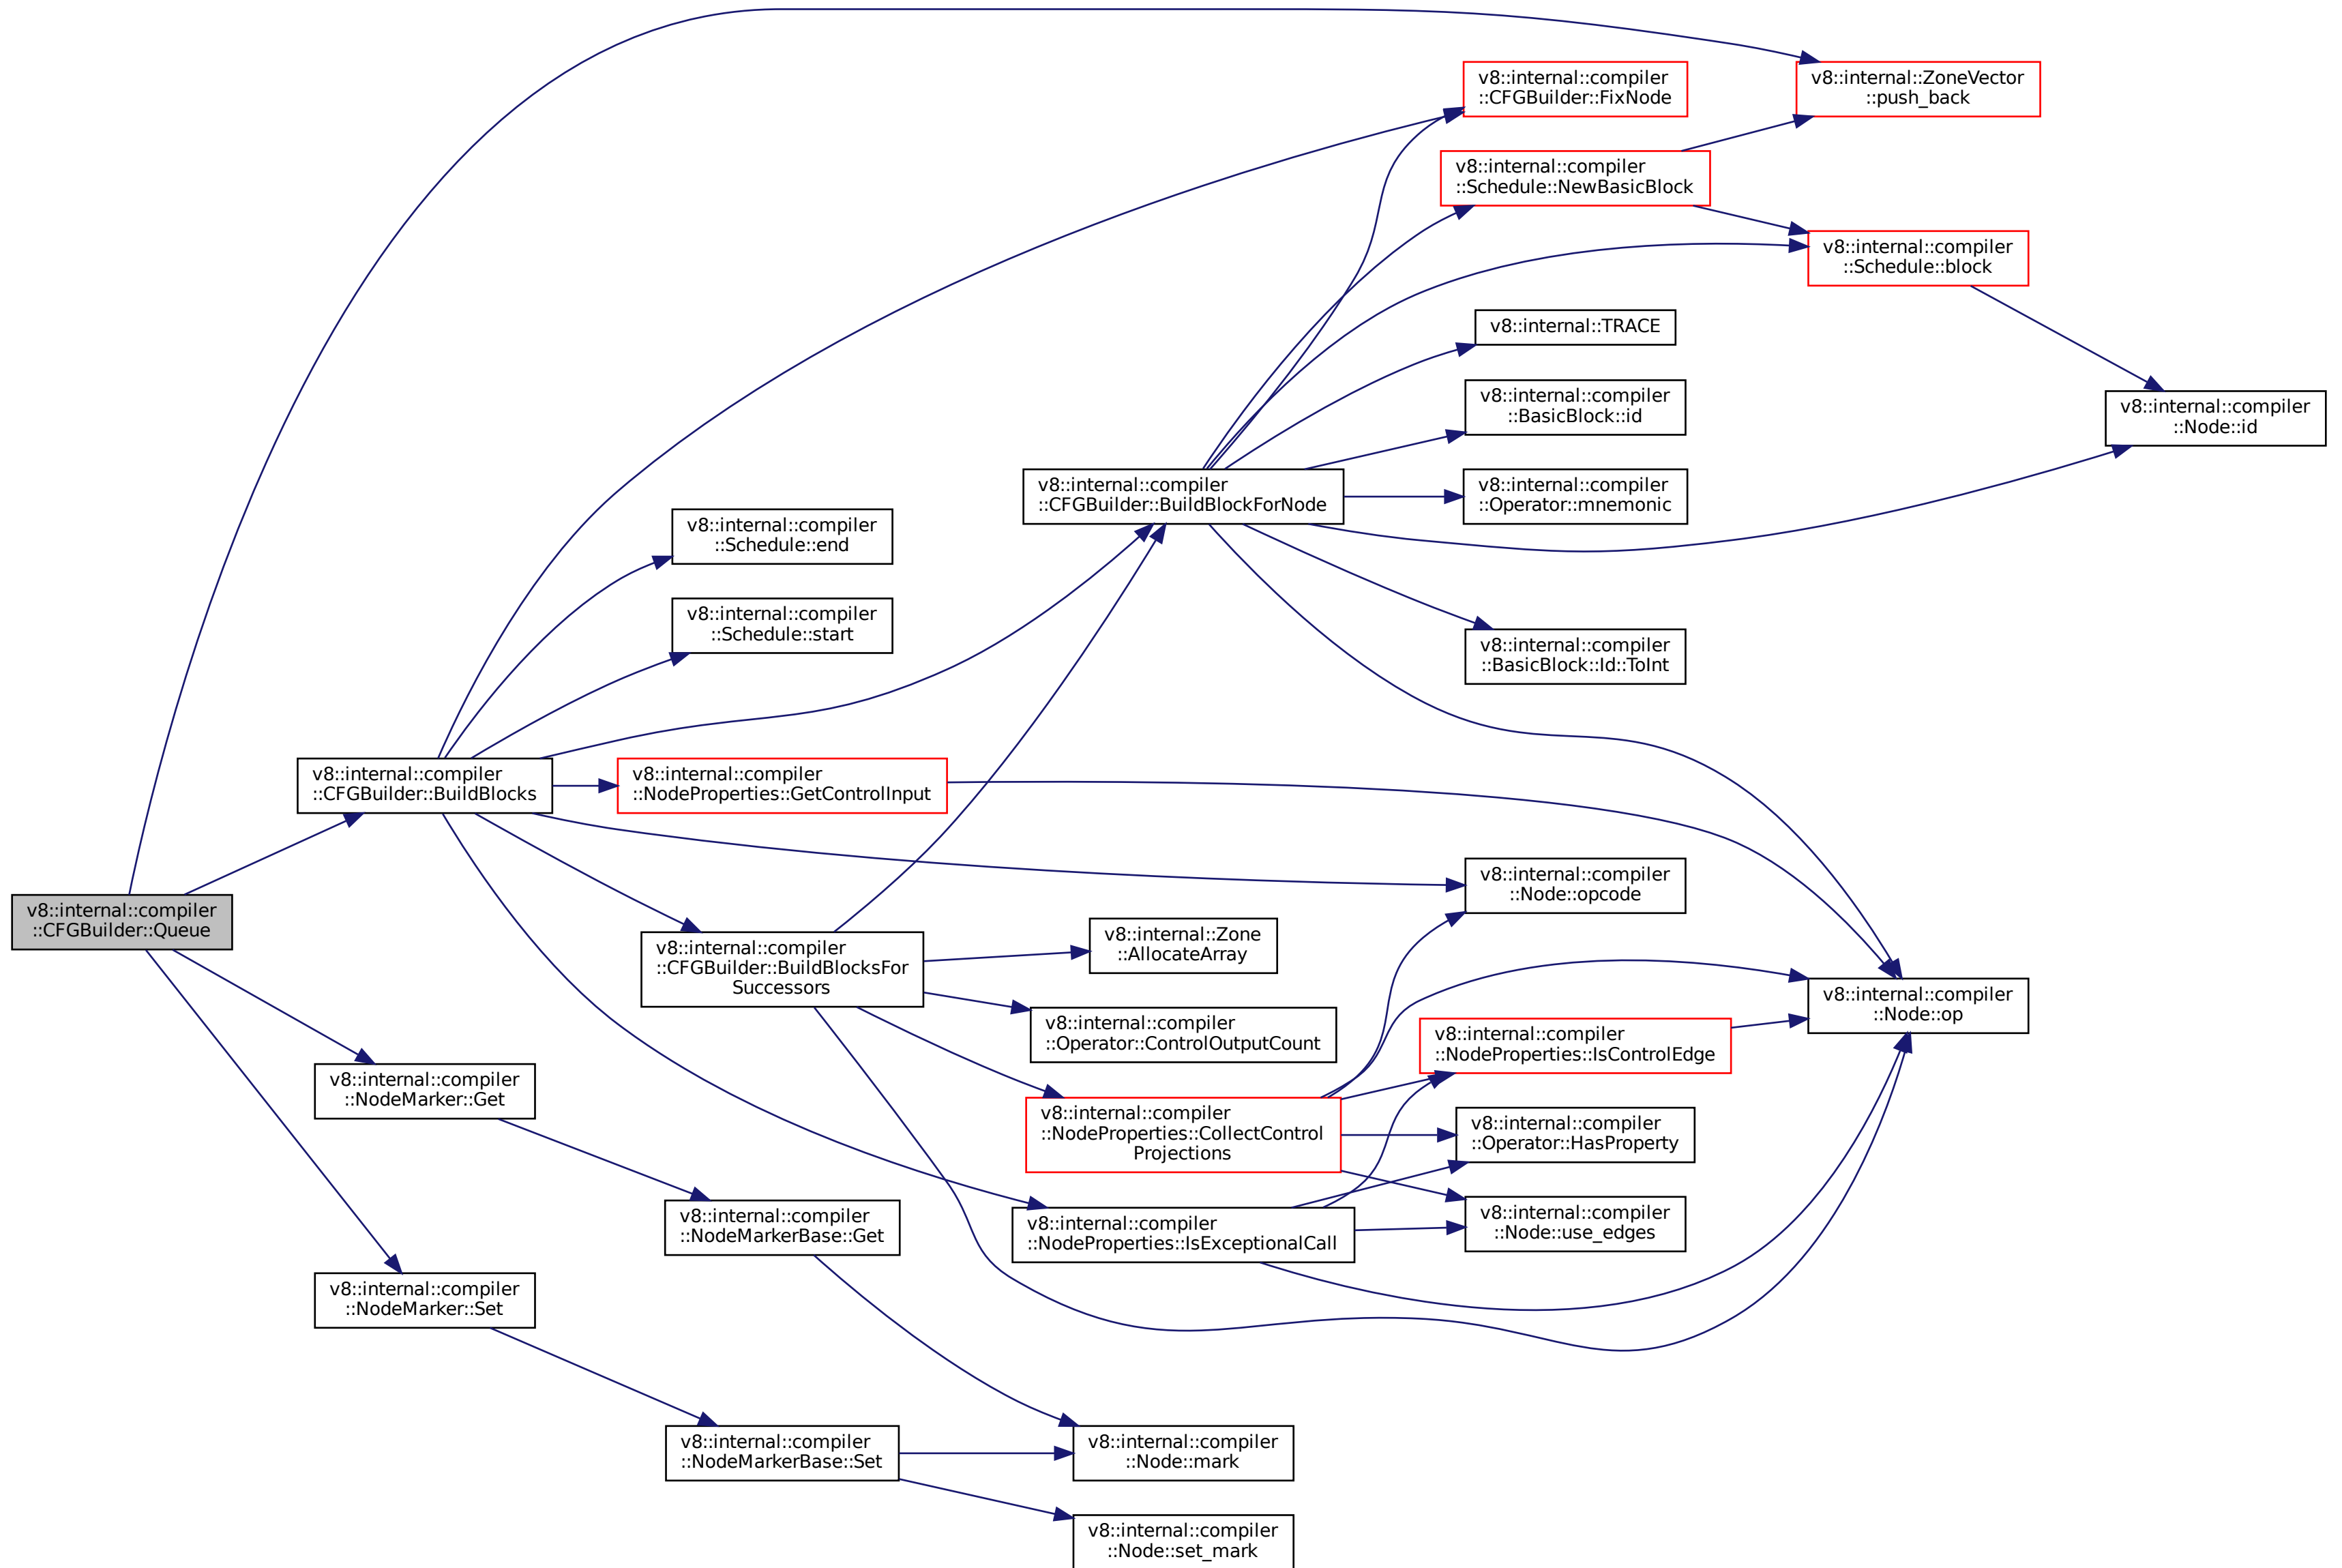 v8::internal::compiler
::CFGBuilder::Queue
v8::internal::compiler
::CFGBuilder::BuildBlocks
v8::internal::compiler
::NodeMarker::Get
v8::internal::compiler
::NodeMarker::Set
v8::internal::compiler
::Schedule::end
v8::internal::compiler
::Schedule::start
v8::internal::compiler
::NodeProperties::GetControlInput
v8::internal::compiler
::CFGBuilder::BuildBlocksFor
Successors
v8::internal::compiler
::NodeMarkerBase::Get
v8::internal::compiler
::NodeMarkerBase::Set
v8::internal::compiler
::CFGBuilder::BuildBlockForNode
v8::internal::Zone
::AllocateArray
v8::internal::compiler
::Operator::ControlOutputCount
v8::internal::compiler
::NodeProperties::CollectControl
Projections
v8::internal::compiler
::NodeProperties::IsExceptionalCall
v8::internal::compiler
::Node::mark
v8::internal::compiler
::Node::set_mark
v8::internal::compiler
::CFGBuilder::FixNode
v8::internal::compiler
::Schedule::NewBasicBlock
v8::internal::TRACE
v8::internal::compiler
::BasicBlock::id
v8::internal::compiler
::Operator::mnemonic
v8::internal::compiler
::BasicBlock::Id::ToInt
v8::internal::compiler
::Node::opcode
v8::internal::compiler
::NodeProperties::IsControlEdge
v8::internal::compiler
::Operator::HasProperty
v8::internal::compiler
::Node::use_edges
v8::internal::ZoneVector
::push_back
v8::internal::compiler
::Schedule::block
v8::internal::compiler
::Node::op
v8::internal::compiler
::Node::id